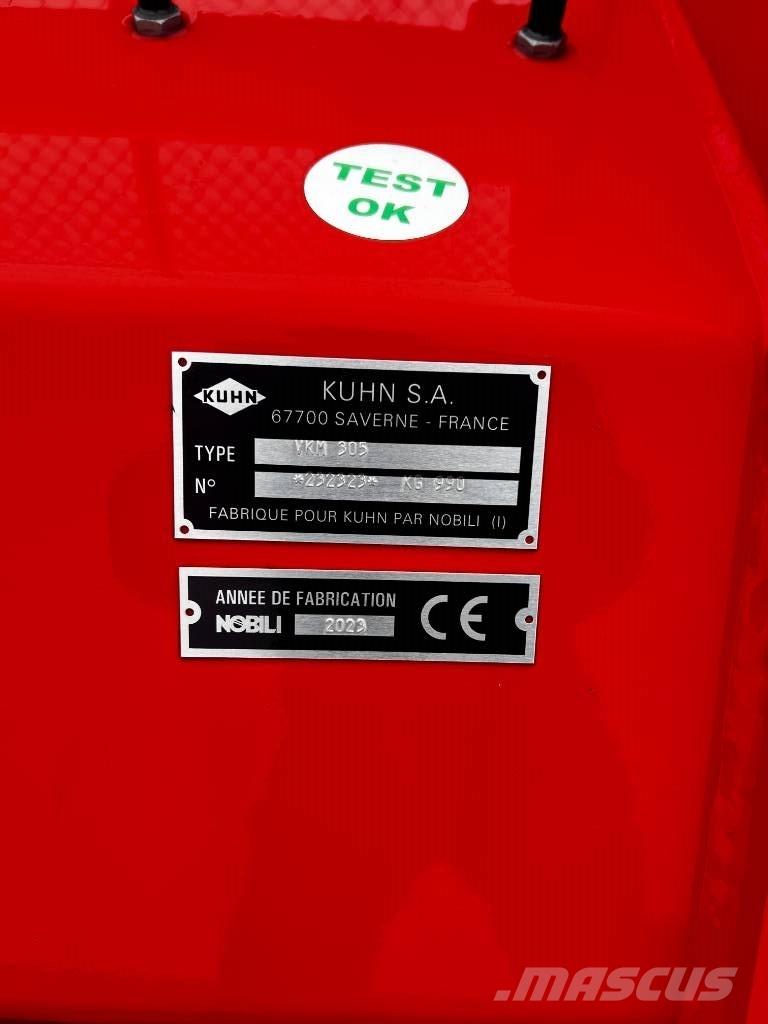 TEST
OK
KUHN
KUHN S.A.
67700 SAVERNE - FRANCE
TYPE VKM 305
N° *232323* KG 990
FABRIQUE POUR KUHN PAR NOBILI (I)
ANNEE DE FABRICATION
NOBILI 2023 CE
.MASCUS